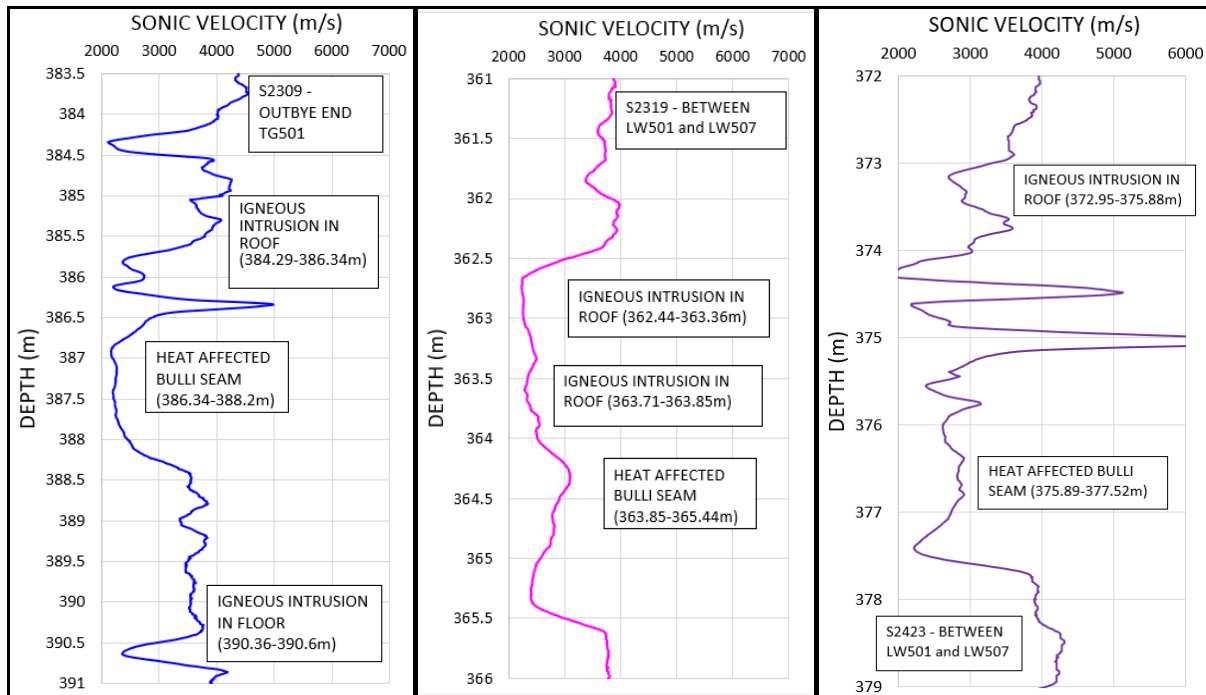 SONIC VELOCITY (m/s)
2000 3000 4000 5000 6000 7000
DEPTH (m)
383.5
384
384.5
385
385.5
386
386.5
387
387.5
388
388.5
389
389.5
390
390.5
391
S2309 -
OUTBYE END
TG501
IGNEOUS
INTRUSION IN
ROOF
(384.29-386.34m)
HEAT AFFECTED
BULLI SEAM
(386.34-388.2m)
IGNEOUS INTRUSION
IN FLOOR
(390.36-390.6m)
SONIC VELOCITY (m/s)
2000 3000 4000 5000 6000 7000
DEPTH (m)
361
361.5
362
362.5
363
363.5
364
364.5
365
365.5
366
S2319 - BETWEEN
LW501 and LW507
IGNEOUS INTRUSION IN
ROOF (362.44-363.36m)
IGNEOUS INTRUSION IN
ROOF (363.71-363.85m)
HEAT AFFECTED
BULLI SEAM
(363.85-365.44m)
SONIC VELOCITY (m/s)
2000 3000 4000 5000 6000
DEPTH (m)
372
373
374
375
376
377
378
379
IGNEOUS INTRUSION IN
ROOF (372.95-375.88m)
HEAT AFFECTED BULLI
SEAM (375.89-377.52m)
S2423 - BETWEEN
LW501 and LW507